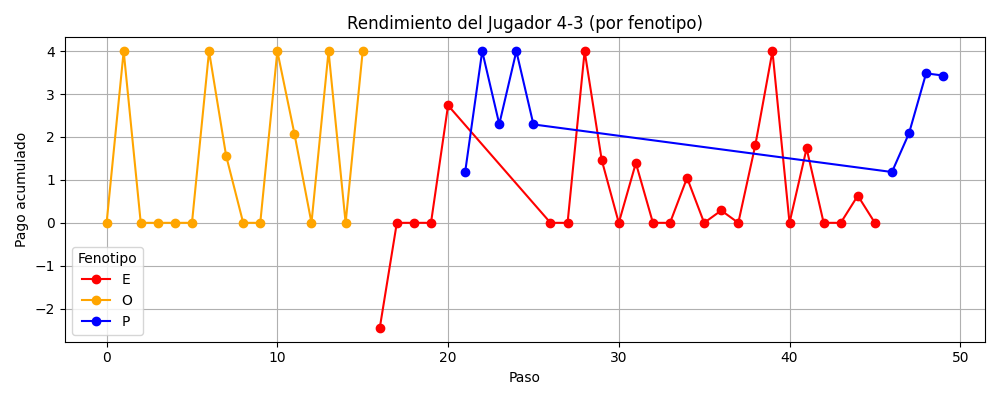 Rendimiento del Jugador 4-3 (por fenotipo)
Pago acumulado
4
3
2
1
0
−1
−2
Fenotipo
E
O
P
0 10 20 30 40 50
Paso